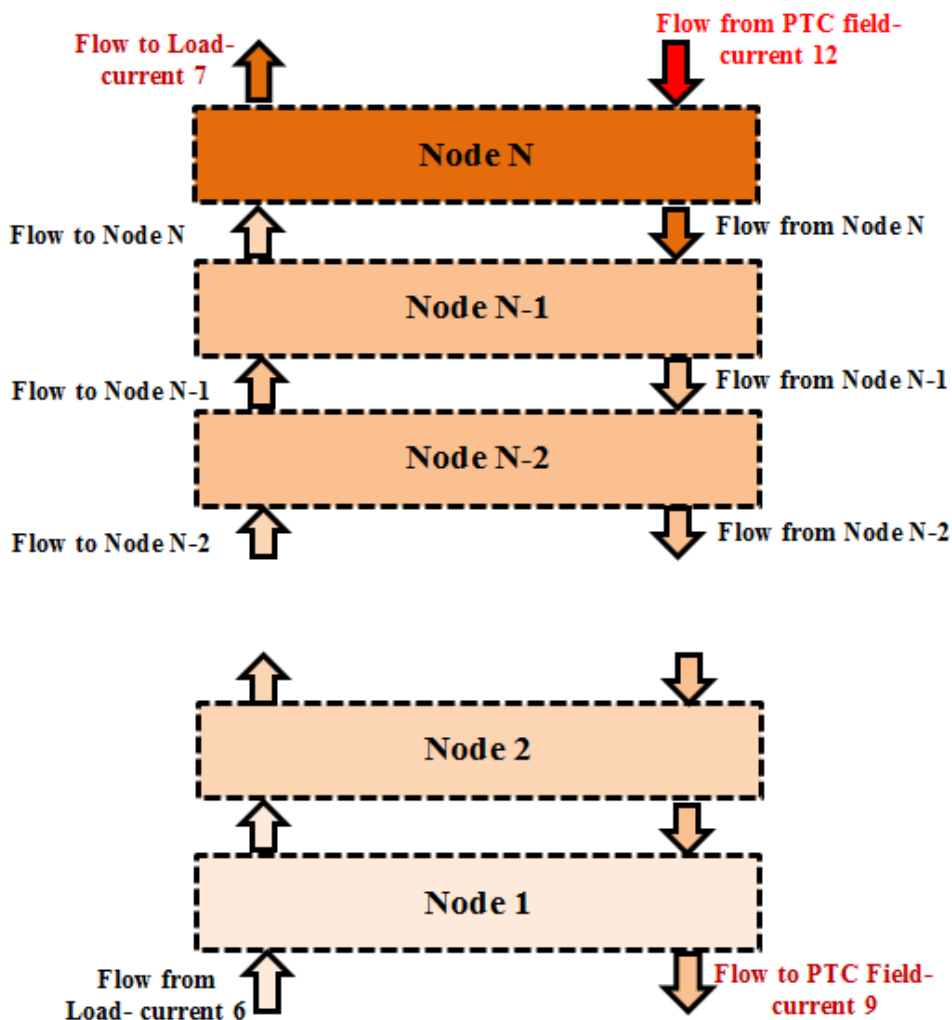 Flow to Load-
current 7
Flow from PTC field-
current 12
Node N
Flow to Node N
Flow from Node N
Node N-1
Flow to Node N-1
Flow from Node N-1
Node N-2
Flow to Node N-2
Flow from Node N-2
Node 2
Node 1
Flow from
Load- current 6
Flow to PTC Field-
current 9